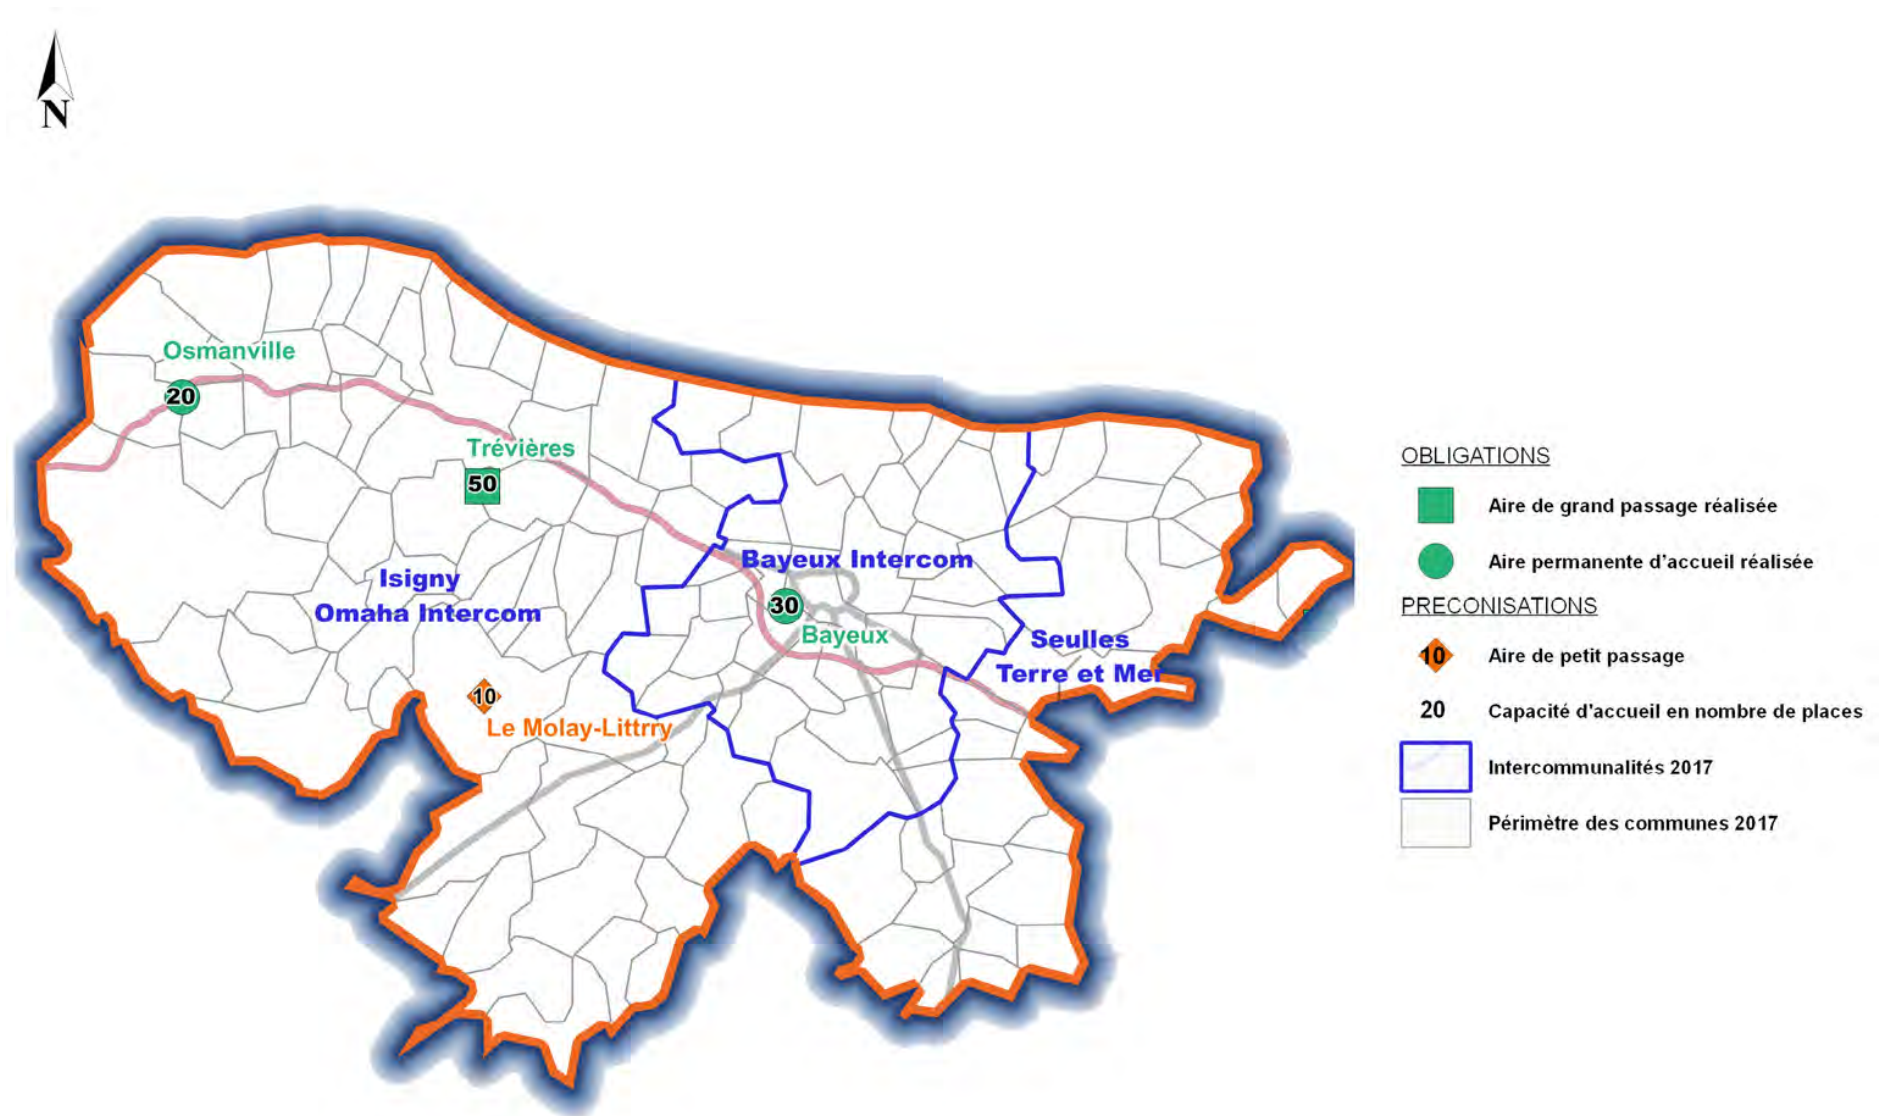 N
Osmanville
20
Trévières
50
Isigny
Omaha Intercom
Bayeux Intercom
30
Bayeux
Seulles
Terre et Mer
10
Le Molay-Littrry
OBLIGATIONS
Aire de grand passage réalisée
Aire permanente d'accueil réalisée
PRECONISATIONS
10 Aire de petit passage
20 Capacité d'accueil en nombre de places
Intercommunalités 2017
Périmètre des communes 2017